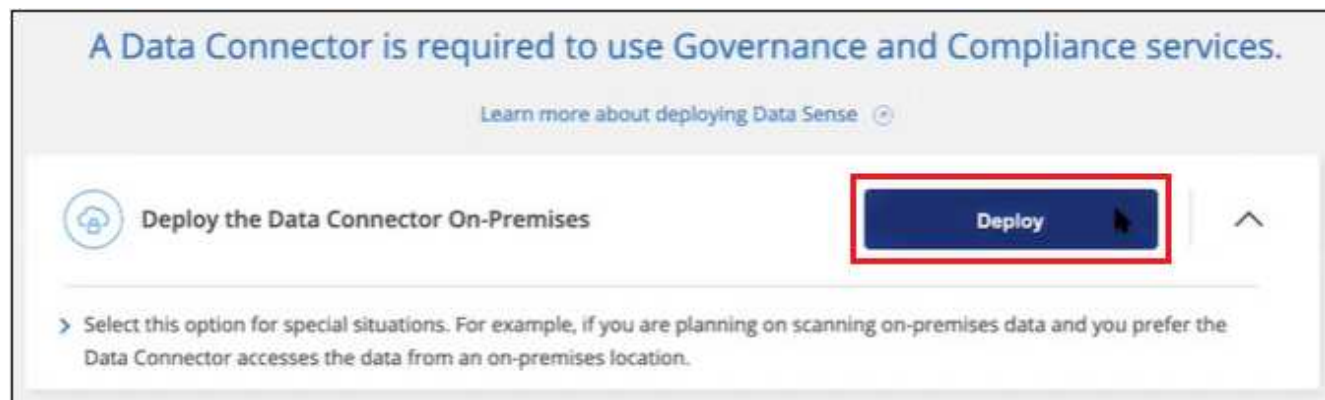 A Data Connector is required to use Governance and Compliance services.
Learn more about deploying Data Sense
Deploy the Data Connector On-Premises
Deploy
Select this option for special situations. For example, if you are planning on scanning on-premises data and you prefer the
Data Connector accesses the data from an on-premises location.